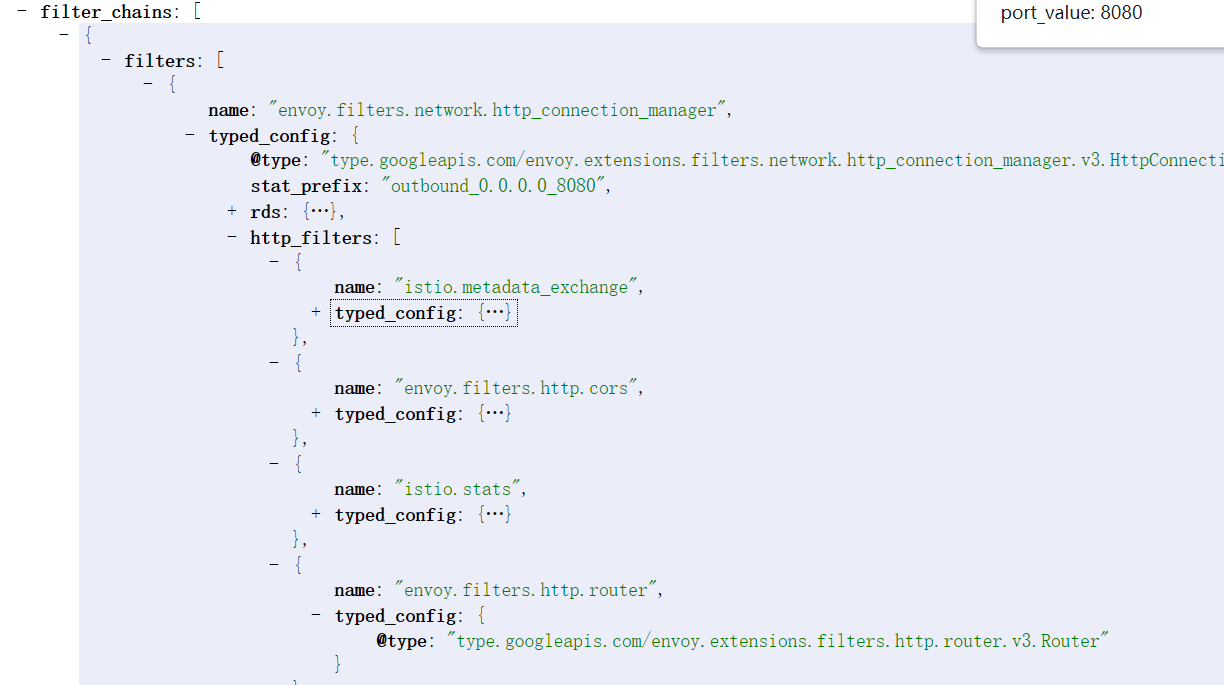 - filter_chains: [
port_value: 8080
- {
- filters: [
- {
name: "envoy.filters.network.http_connection_manager",
- typed_config: {
@type: "type.googleapis.com/envoy.extensions.filters.network.http_connection_manager.v3.HttpConnecti
stat_prefix: "outbound_0.0.0.0_8080",
+ rds: {…},
- http_filters: [
- {
name: "istio.metadata_exchange",
+ typed_config: {…}
},
- {
name: "envoy.filters.http.cors",
+ typed_config: {…}
},
- {
name: "istio.stats",
+ typed_config: {…}
},
- {
name: "envoy.filters.http.router",
- typed_config: {
@type: "type.googleapis.com/envoy.extensions.filters.http.router.v3.Router"
}